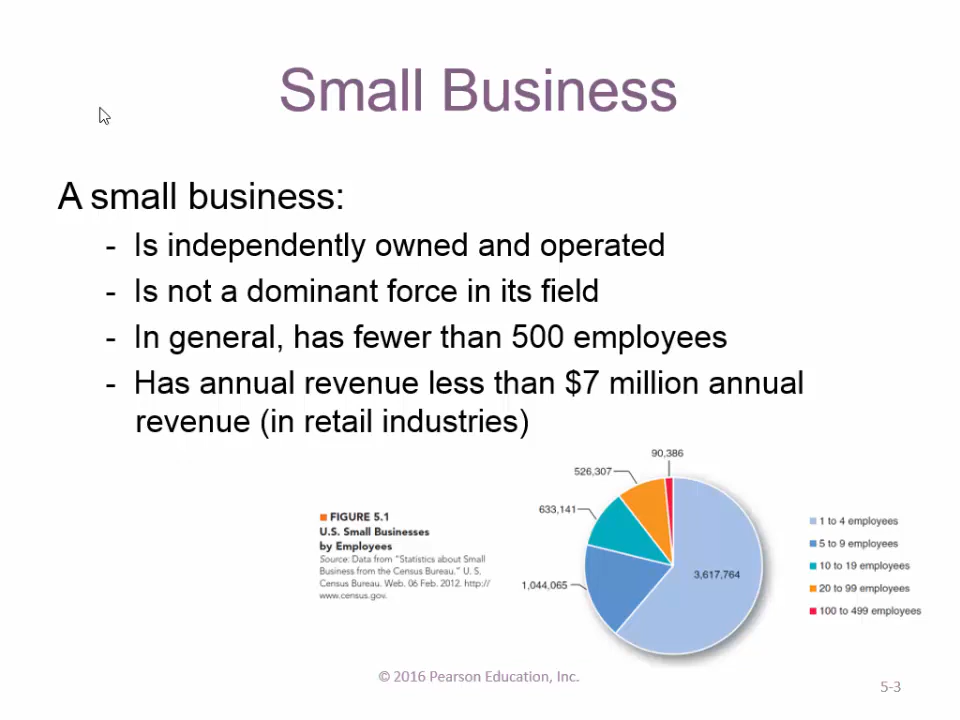 Small Business
A small business:
- Is independently owned and operated
- Is not a dominant force in its field
- In general, has fewer than 500 employees
- Has annual revenue less than $7 million annual
revenue (in retail industries)
FIGURE 5.1
U.S. Small Businesses
by Employees
Source: Data from "Statistics about Small
Business from the Census Bureau." U. S.
Census Bureau. Web. 06 Feb. 2012. http://
www.census.gov.
90,386
526,307
633,141
1,044,065
3,617,764
1 to 4 employees
5 to 9 employees
10 to 19 employees
20 to 99 employees
100 to 499 employees
© 2016 Pearson Education, Inc.
5-3